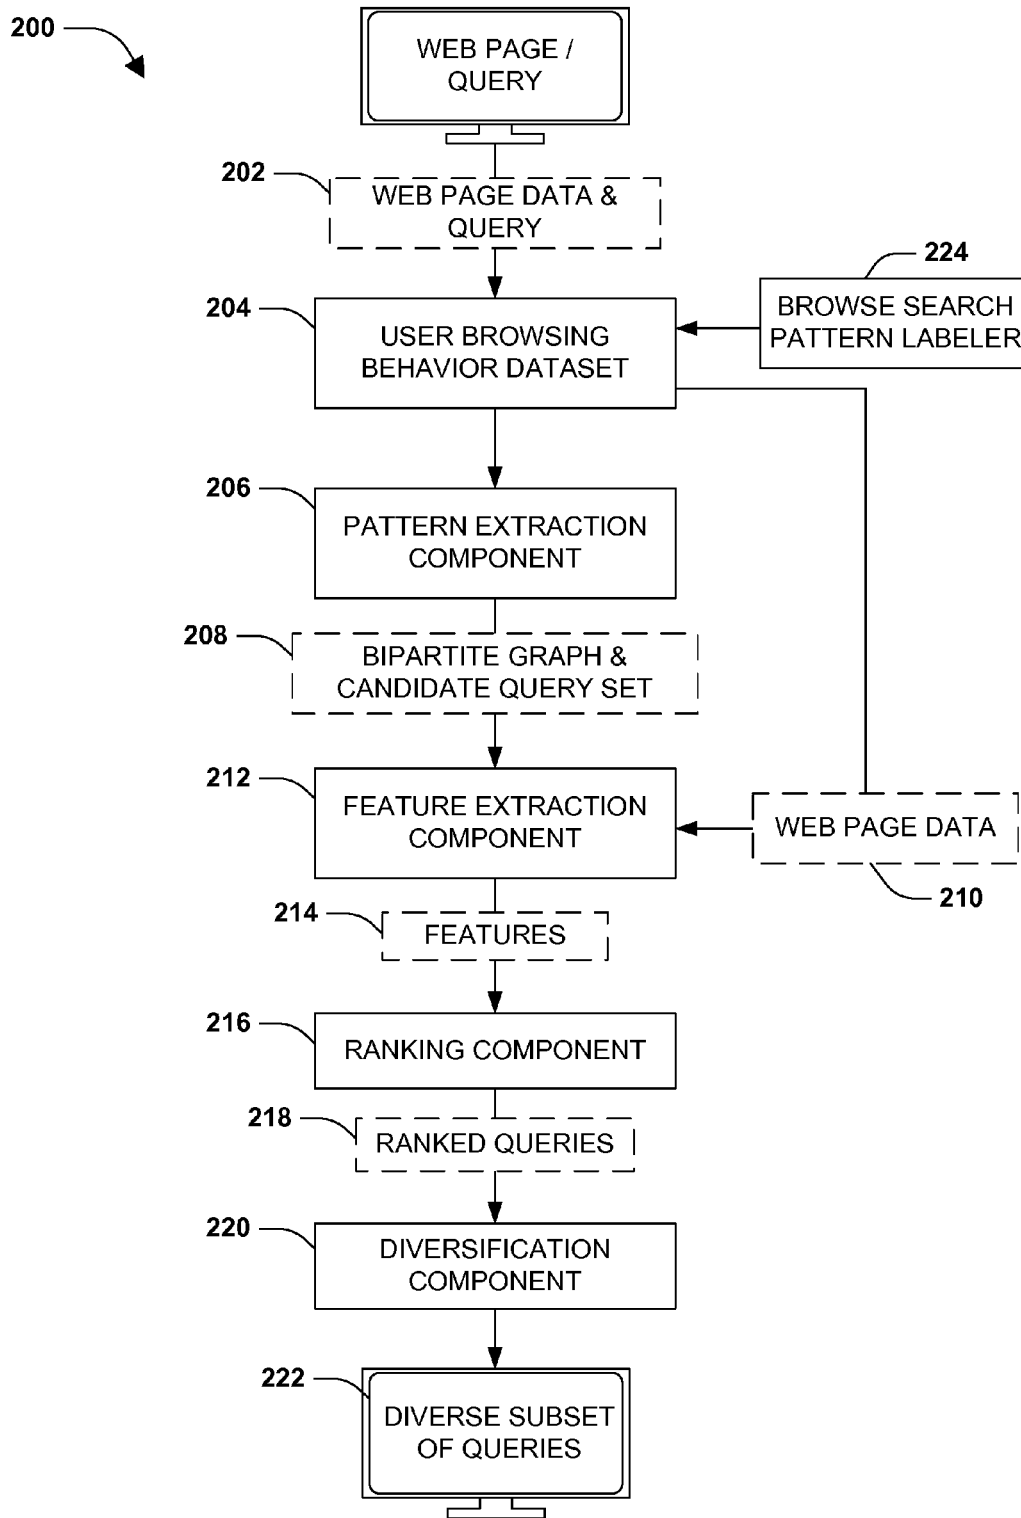 200
WEB PAGE /
QUERY
202
WEB PAGE DATA &
QUERY
224
204
USER BROWSING
BEHAVIOR DATASET
BROWSE SEARCH
PATTERN LABELER
206
PATTERN EXTRACTION
COMPONENT
208
BIPARTITE GRAPH &
CANDIDATE QUERY SET
212
FEATURE EXTRACTION
COMPONENT
WEB PAGE DATA
210
214
FEATURES
216
RANKING COMPONENT
218
RANKED QUERIES
220
DIVERSIFICATION
COMPONENT
222
DIVERSE SUBSET
OF QUERIES